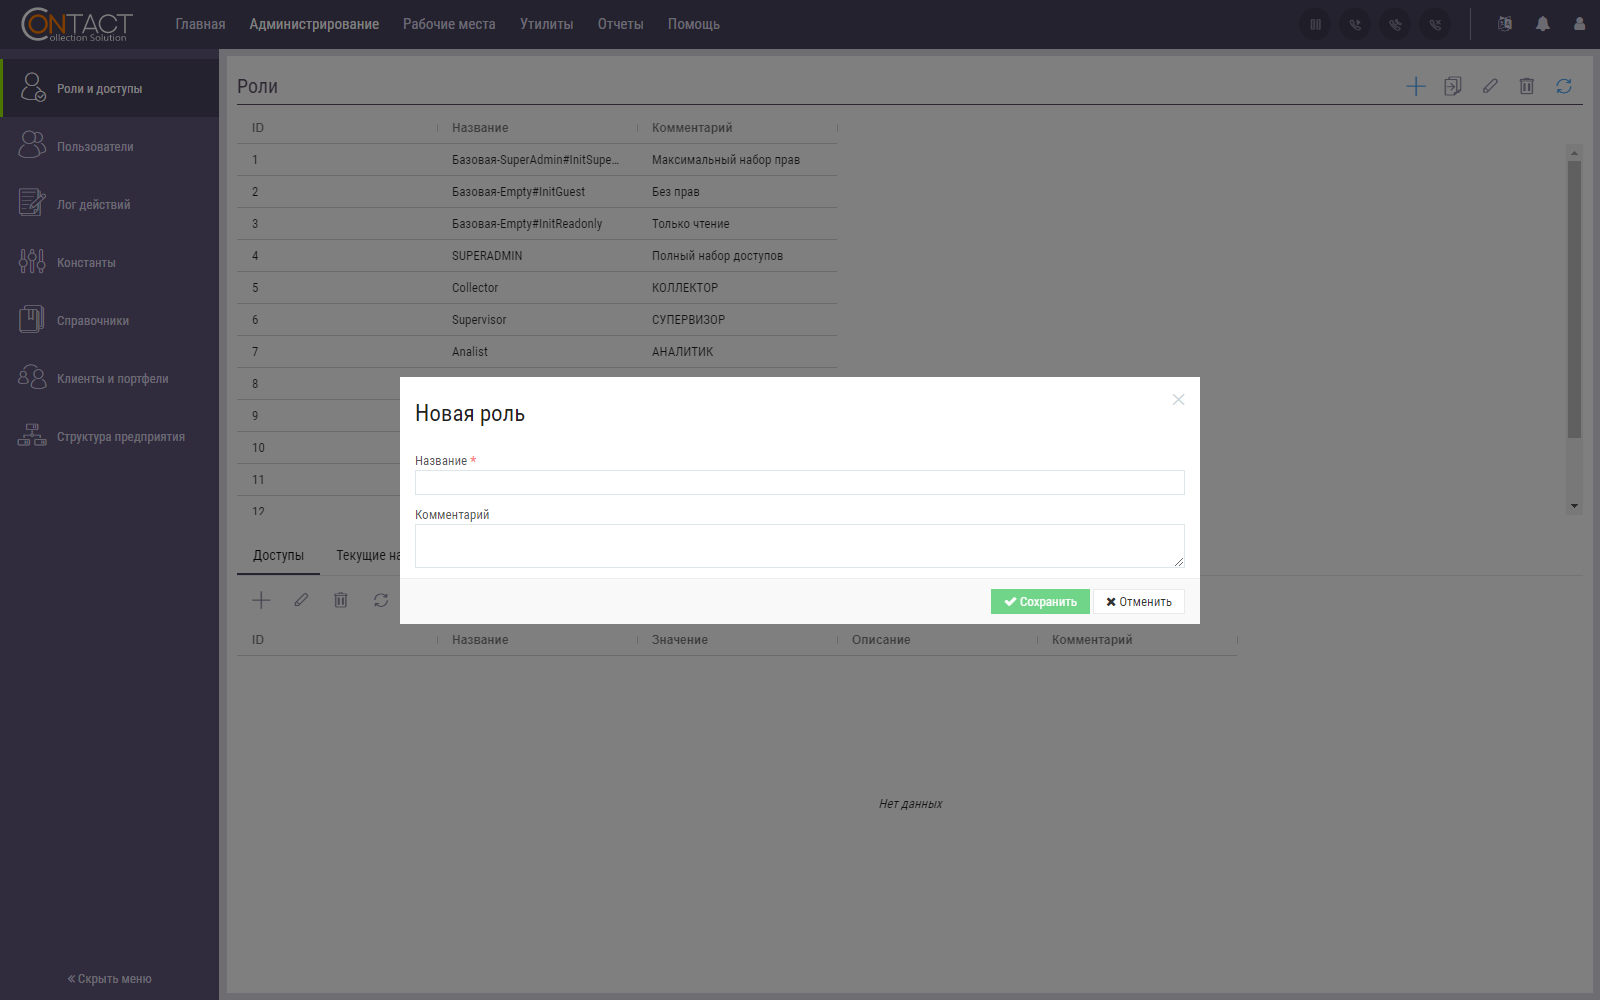 CONTACT
Collection Solution
Главная Администрирование Рабочие места Утилиты Отчеты Помощь
Роли и доступы
Пользователи
Лог действий
Константы
Справочники
Клиенты и портфели
Структура предприятия
« Скрыть меню
Роли
ID Название Комментарий
1 Базовая-SuperAdmin#InitSupe... Максимальный набор прав
2 Базовая-Empty#InitGuest Без прав
3 Базовая-Empty#InitReadonly Только чтение
4 SUPERADMIN Полный набор доступов
5 Collector КОЛЛЕКТОР
6 Supervisor СУПЕРВИЗОР
7 Analist АНАЛИТИК
8
9
10
11
12
Новая роль
Название *
Комментарий
Сохранить Отменить
Доступы Текущие на
ID Название Значение Описание Комментарий
Нет данных